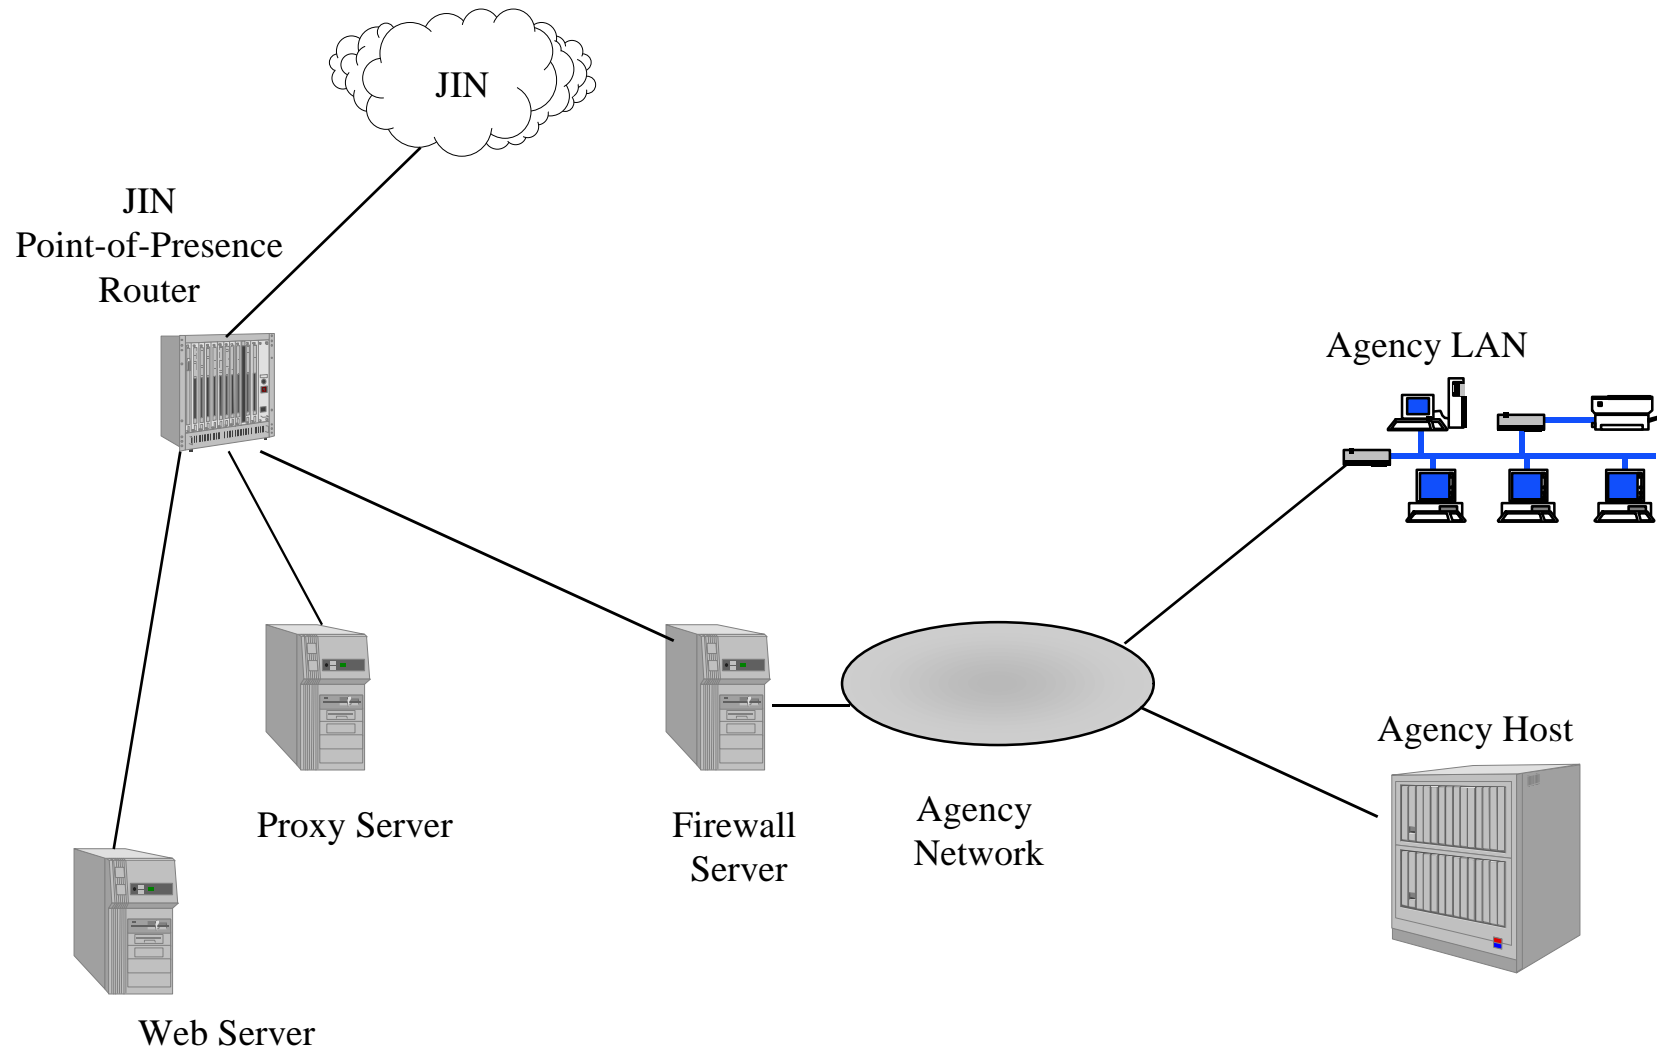 JIN
JIN
Point-of-Presence
Router
Agency LAN
Agency Host
Proxy Server
Firewall
Server
Agency
Network
Web Server